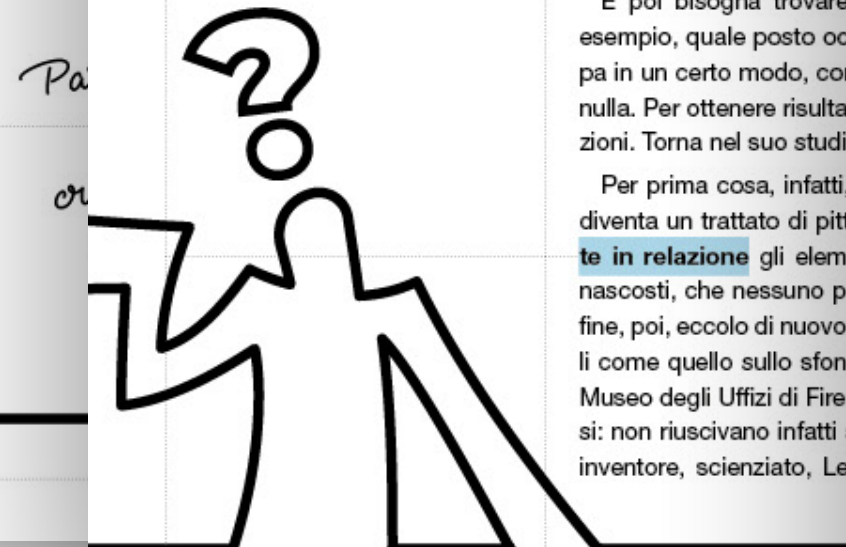 Pa
E poi bisogna trovare
esempio, quale posto oc
pa in un certo modo, co
nulla. Per ottenere risulta
zioni. Torna nel suo studi
Per prima cosa, infatti,
diventa un trattato di pitt
te in relazione gli elem
nascosti, che nessuno p
fine, poi, eccolo di nuovo
li come quello sullo sfon
Museo degli Uffizi di Fire
si: non riuscivano infatti
inventore, scienziato, Le